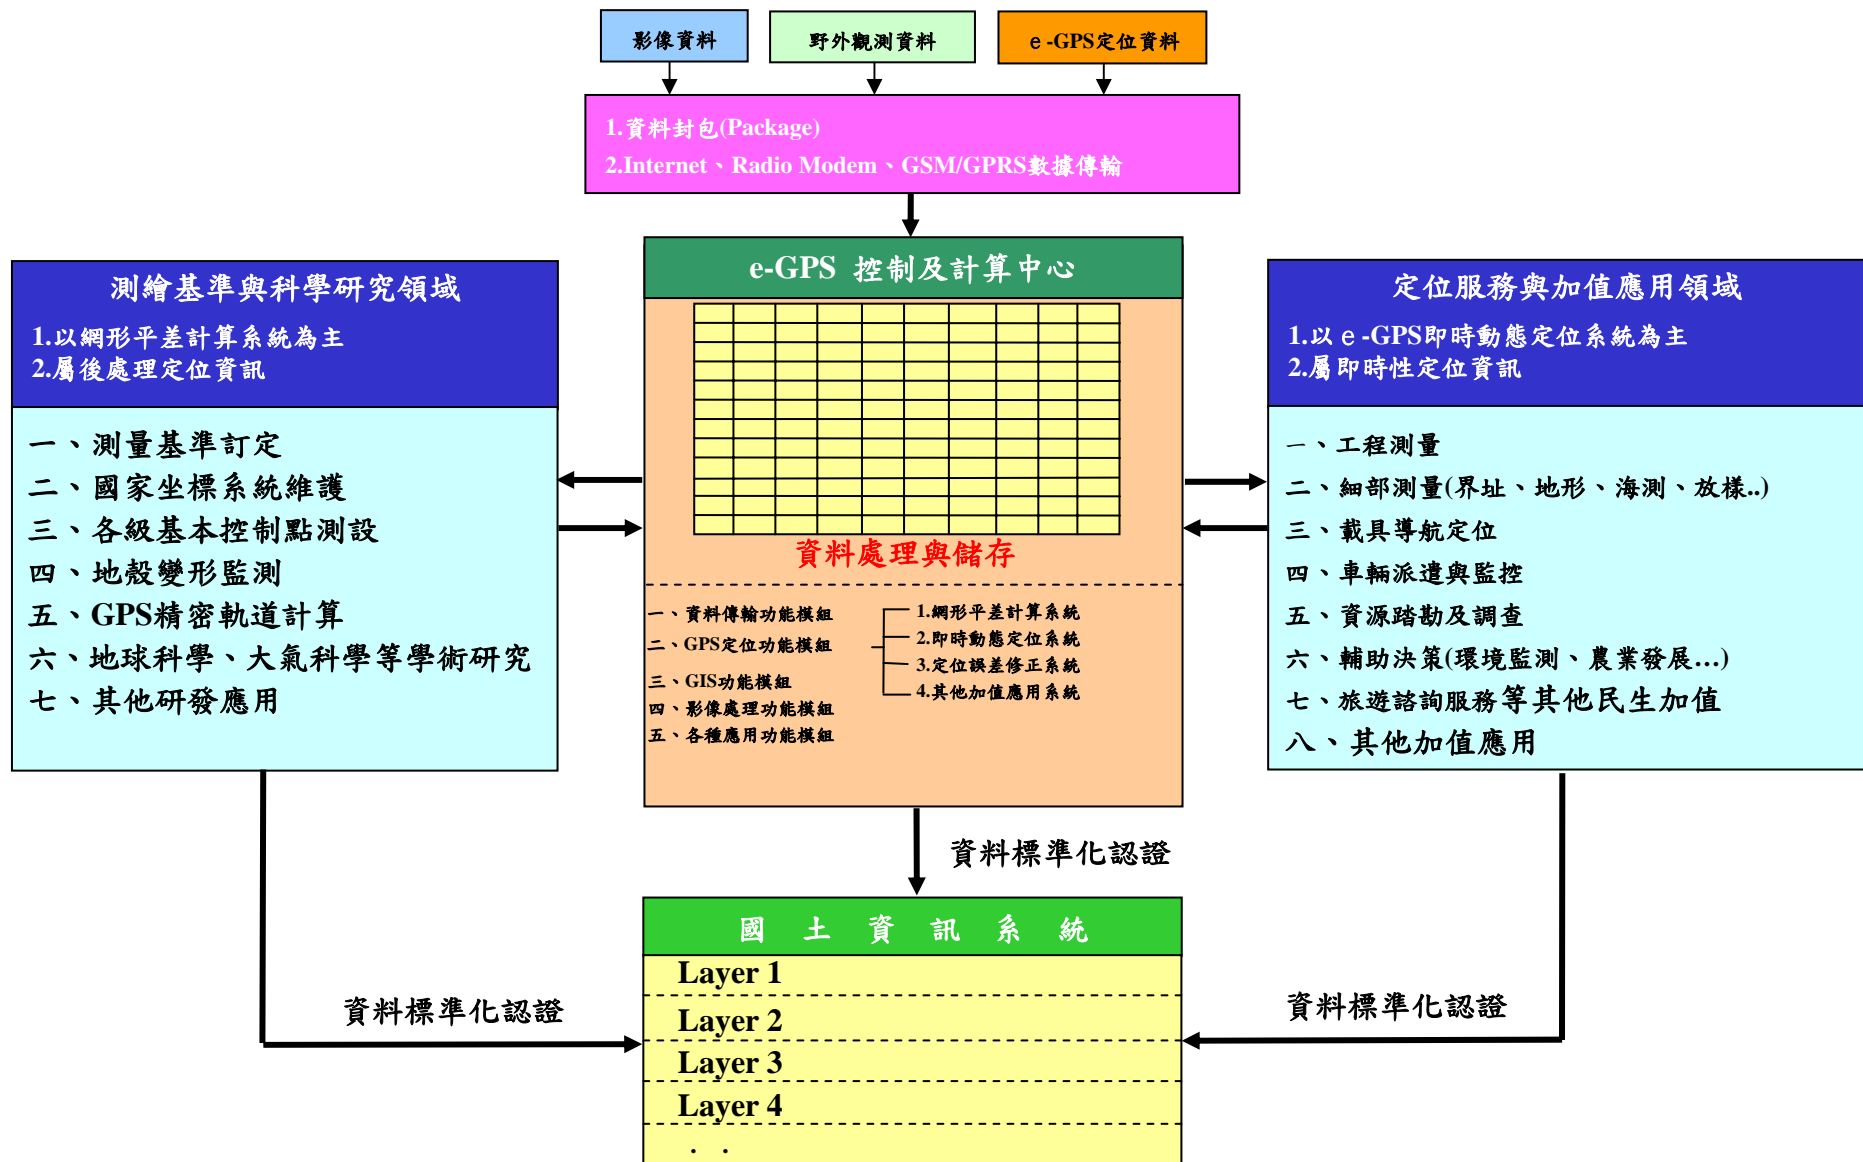 影像資料
野外觀測資料
ｅ-GPS定位資料
1.資料封包(Package)
2.Internet、Radio Modem、GSM/GPRS數據傳輸
測繪基準與科學研究領域
1.以網形平差計算系統為主
2.屬後處理定位資訊
一、測量基準訂定
二、國家坐標系統維護
三、各級基本控制點測設
四、地殼變形監測
五、GPS精密軌道計算
六、地球科學、大氣科學等學術研究
七、其他研發應用
e-GPS 控制及計算中心
資料處理與儲存
一、資料傳輸功能模組
二、GPS定位功能模組
三、GIS功能模組
四、影像處理功能模組
五、各種應用功能模組
1.網形平差計算系統
2.即時動態定位系統
3.定位誤差修正系統
4.其他加值應用系統
定位服務與加值應用領域
1.以ｅ-GPS即時動態定位系統為主
2.屬即時性定位資訊
一、工程測量
二、細部測量(界址、地形、海測、放樣..)
三、載具導航定位
四、車輛派遣與監控
五、資源踏勘及調查
六、輔助決策(環境監測、農業發展…)
七、旅遊諮詢服務等其他民生加值
八、其他加值應用
資料標準化認證
資料標準化認證
資料標準化認證
國土資訊系統
Layer 1
Layer 2
Layer 3
Layer 4
. .